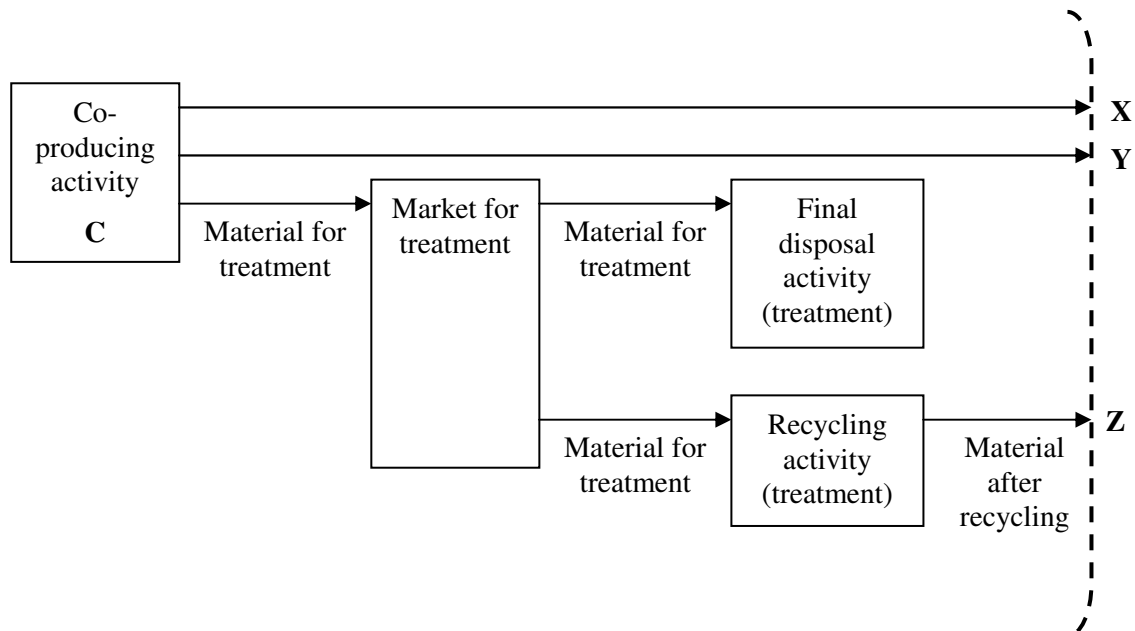 Co-
producing
activity
C
X
Y
Material for
treatment
Market for
treatment
Material for
treatment
Final
disposal
activity
(treatment)
Material for
treatment
Recycling
activity
(treatment)
Material
after
recycling
Z